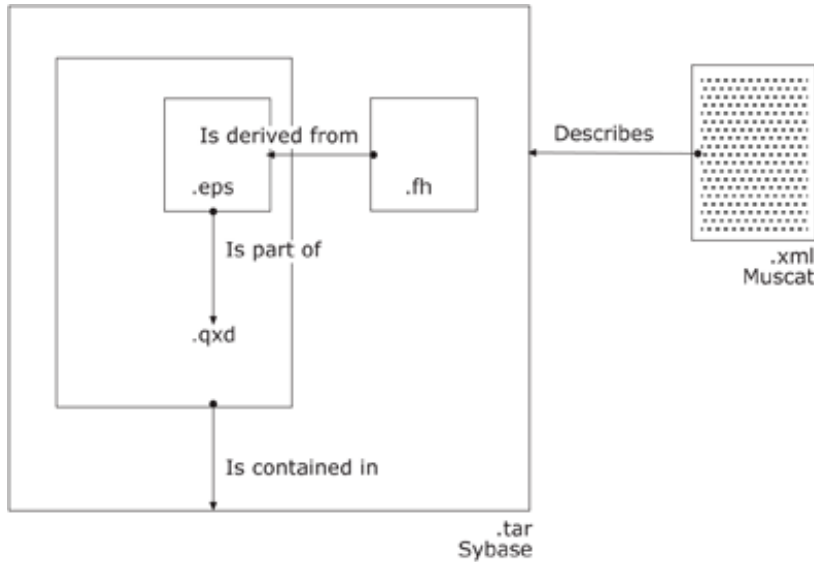 Is derived from
Describes
.eps
.fh
Is part of
.xml
Muscat
.qxd
Is contained in
.tar
Sybase